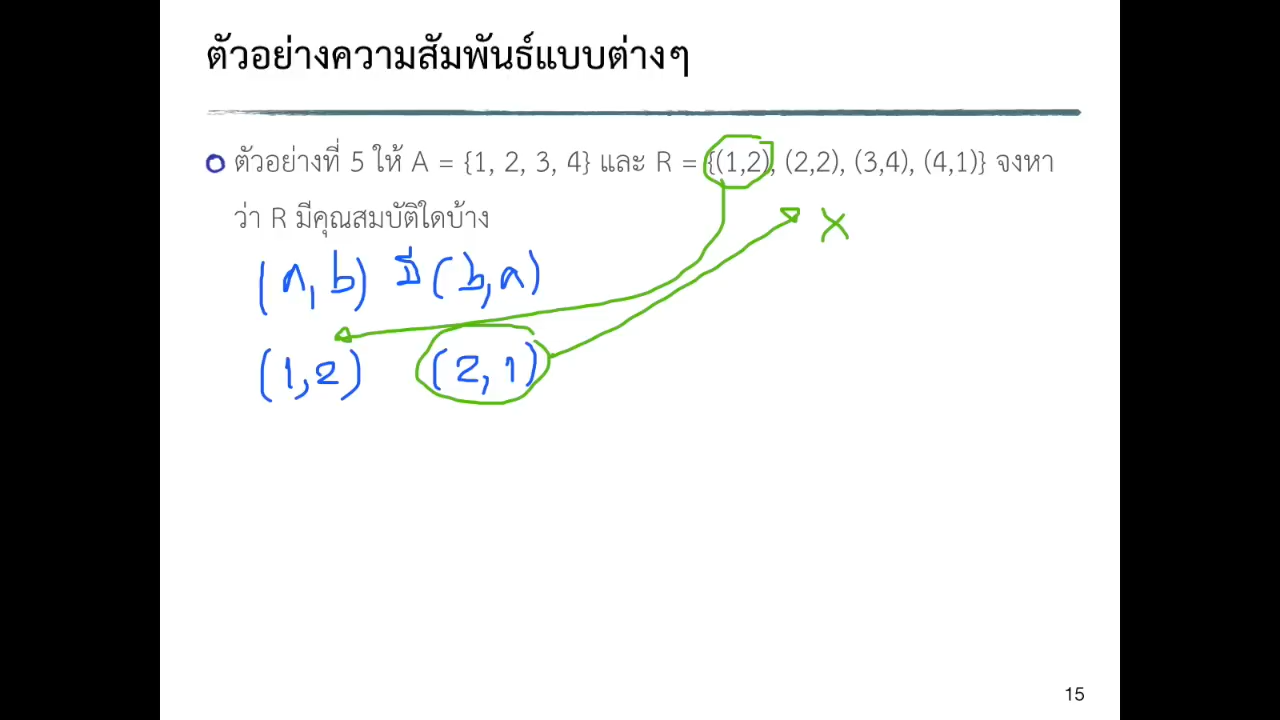 ตัวอย่างความสัมพันธ์แบบต่างๆ
ตัวอย่างที่ 5 ให้ A = {1, 2, 3, 4} และ R = {(1,2), (2,2), (3,4), (4,1)} จงหา
ว่า R มีคุณสมบัติใดบ้าง
X
(a, b) มี (b, a)
(1, 2) (2, 1)
15